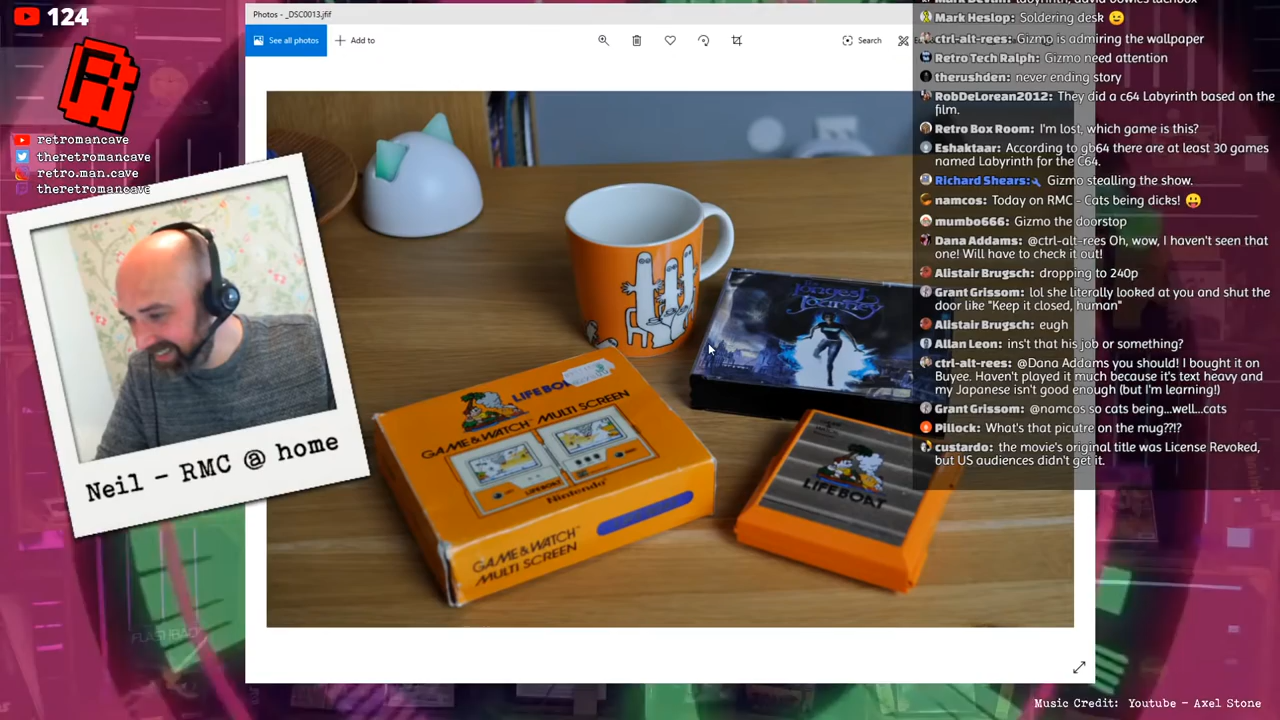 124
R
retromancave
theretromancave
retro.man.cave
theretromancave
Neil - RMC @ home
Photos - _DSC0013.jfif
See all photos
Add to
Search
The
Longest
Journey
GAME & WATCH™ MULTI SCREEN
LIFEBOAT
Nintendo
GAME & WATCH™
MULTI SCREEN
LIFEBOAT
Mark Heslop: Soldering desk 😉
ctrl-alt-rees: Gizmo is admiring the wallpaper
Retro Tech Ralph: Gizmo need attention
therushden: never ending story
RobDeLorean2012: They did a c64 Labyrinth based on the
film.
Retro Box Room: I'm lost, which game is this?
Eshaktaar: According to gb64 there are at least 30 games
named Labyrinth for the C64.
Richard Shears: Gizmo stealling the show.
namcos: Today on RMC - Cats being dicks! 😛
mumbo666: Gizmo the doorstop
Dana Addams: @ctrl-alt-rees Oh, wow, I haven't seen that
one! Will have to check it out!
Alistair Brugsch: dropping to 240p
Grant Grissom: lol she literally looked at you and shut the
door like "Keep it closed, human"
Alistair Brugsch: eugh
Allan Leon: ins't that his job or something?
ctrl-alt-rees: @Dana Addams you should! I bought it on
Buyee. Haven't played it much because it's text heavy and
my Japanese isn't good enough (but I'm learning!)
Grant Grissom: @namcos so cats being...well...cats
Pillock: What's that picutre on the mug??!?
custardo: the movie's original title was License Revoked,
but US audiences didn't get it.
FLASHBACK
Music Credit: Youtube - Axel Stone